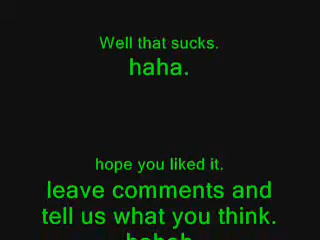 Well that sucks.
haha.
hope you liked it.
leave comments and
tell us what you think.